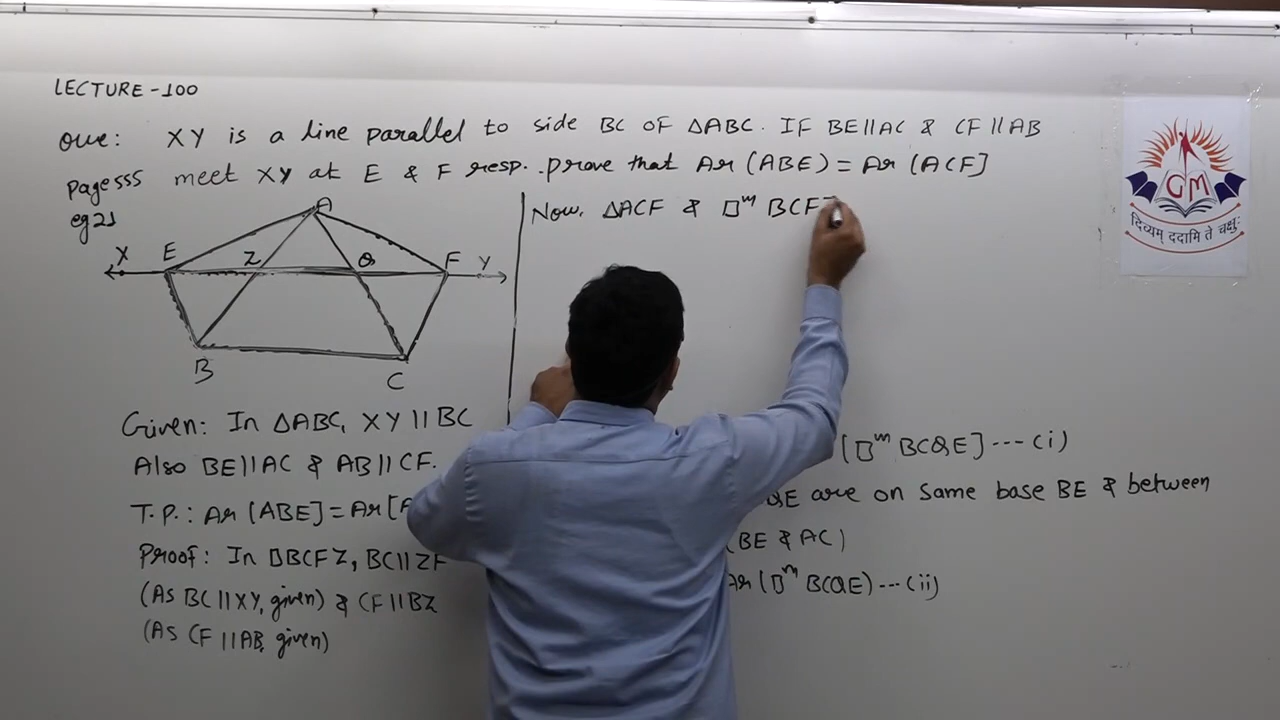 LECTURE-100
Que: XY is a line parallel to side BC OF ΔABC. IF BE||AC & CF||AB
Page sss meet XY at E & F resp. Prove that Ar(ABE) = Ar(ACF]
eg 21
A
X E Z Q F Y
B C
Given: In ΔABC, XY||BC
Also BE||AC & AB||CF.
T.P.: Ar(ABE] = Ar[A
Proof: In □BCFZ, BC||ZF
(As BC||XY, given) & CF||BZ
(As CF||AB, given)
Now, ΔACF & □ᵐ BCF
(□ᵐ BCQE] ---(i)
QE are on same base BE & between
(BE & AC)
Ar(□ᵐ BCQE) ---(ii)
GM
दिव्यम् ददामि ते चक्षुः